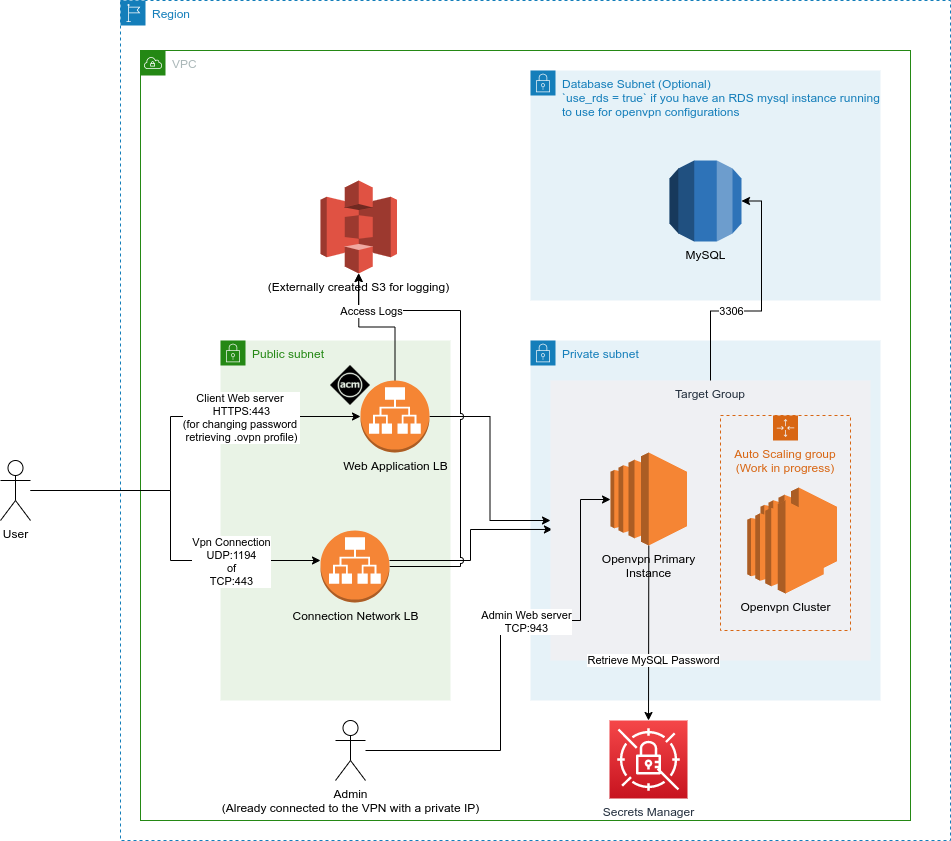 Region
VPC
Database Subnet (Optional)
`use_rds = true` if you have an RDS mysql instance running
to use for openvpn configurations
MySQL
(Externally created S3 for logging)
Access Logs
3306
Public subnet
Private subnet
acm
Target Group
Client Web server
HTTPS:443
(for changing password
retrieving .ovpn profile)
Web Application LB
Auto Scaling group
(Work in progress)
User
Vpn Connection
UDP:1194
of
TCP:443
Connection Network LB
Openvpn Primary
Instance
Openvpn Cluster
Admin Web server
TCP:943
Retrieve MySQL Password
Admin
(Already connected to the VPN with a private IP)
Secrets Manager